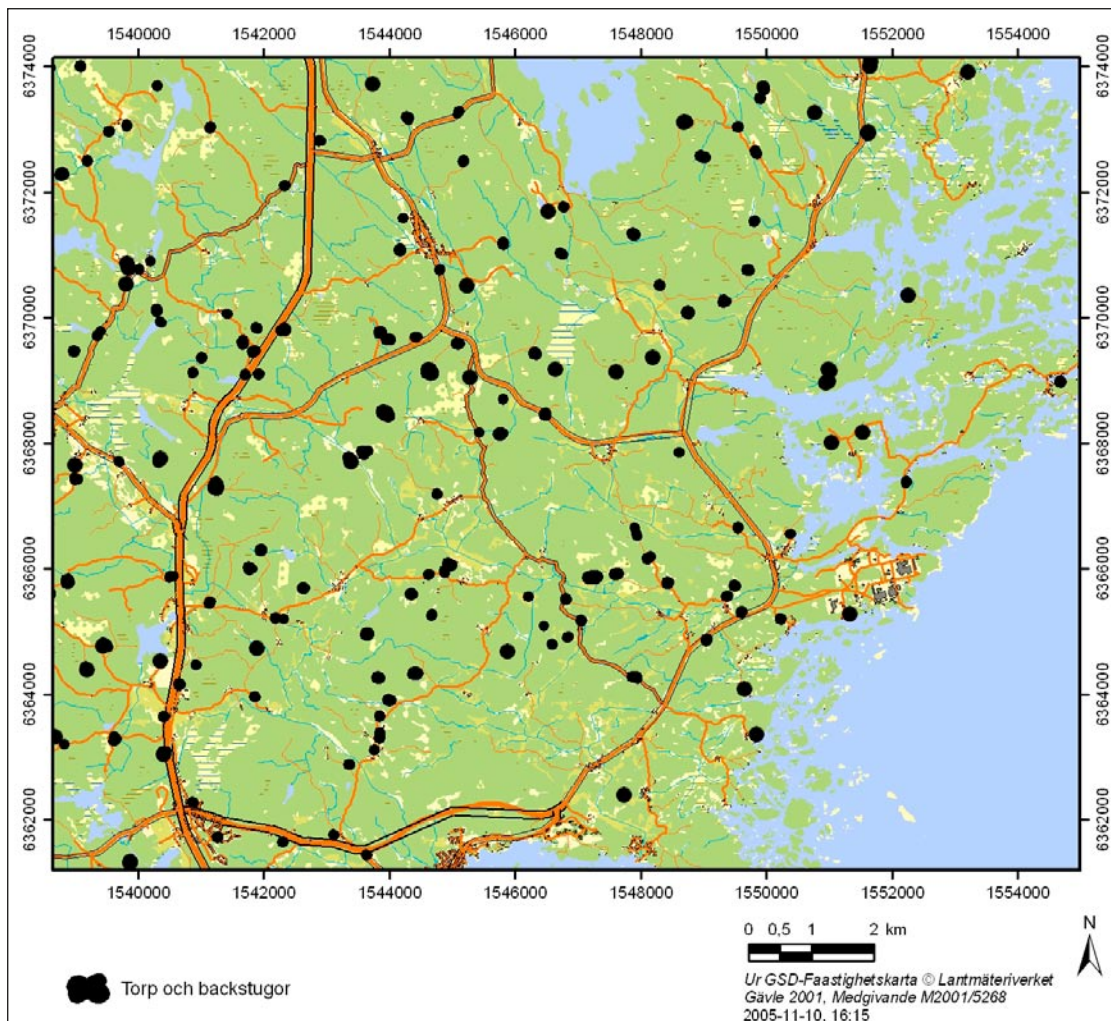 1540000 1542000 1544000 1546000 1548000 1550000 1552000 1554000
6374000 6374000
6372000 6372000
6370000 6370000
6368000 6368000
6366000 6366000
6364000 6364000
6362000 6362000
1540000 1542000 1544000 1546000 1548000 1550000 1552000 1554000
N
0 0,5 1 2 km
Torp och backstugor
Ur GSD-Faastighetskarta © Lantmäteriverket
Gävle 2001, Medgivande M2001/5268
2005-11-10, 16:15